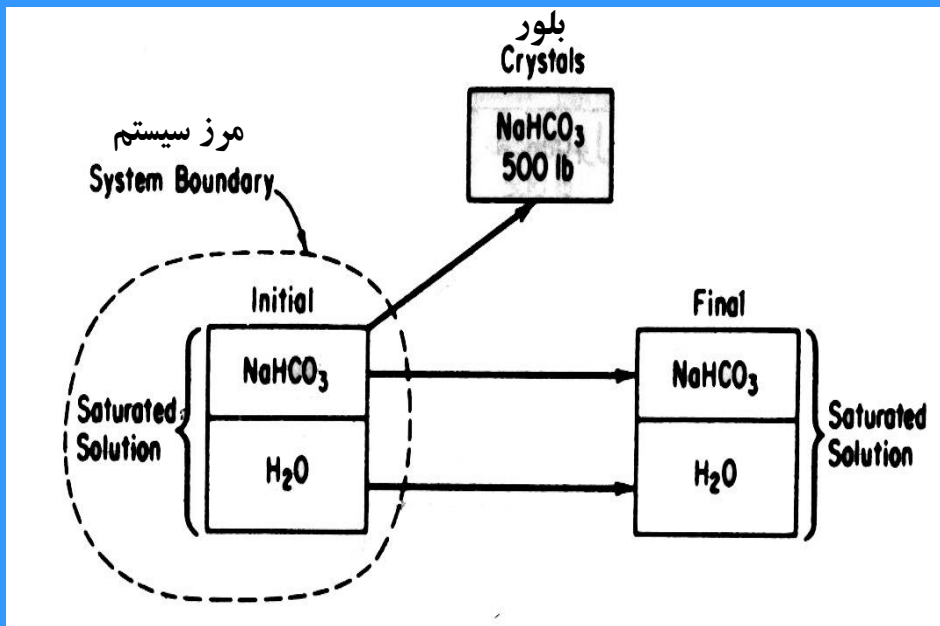 بلور
Crystals
NaHCO₃
500 lb
مرز سیستم
System Boundary
Initial
Final
Saturated
Solution
NaHCO₃
H₂O
NaHCO₃
H₂O
Saturated
Solution